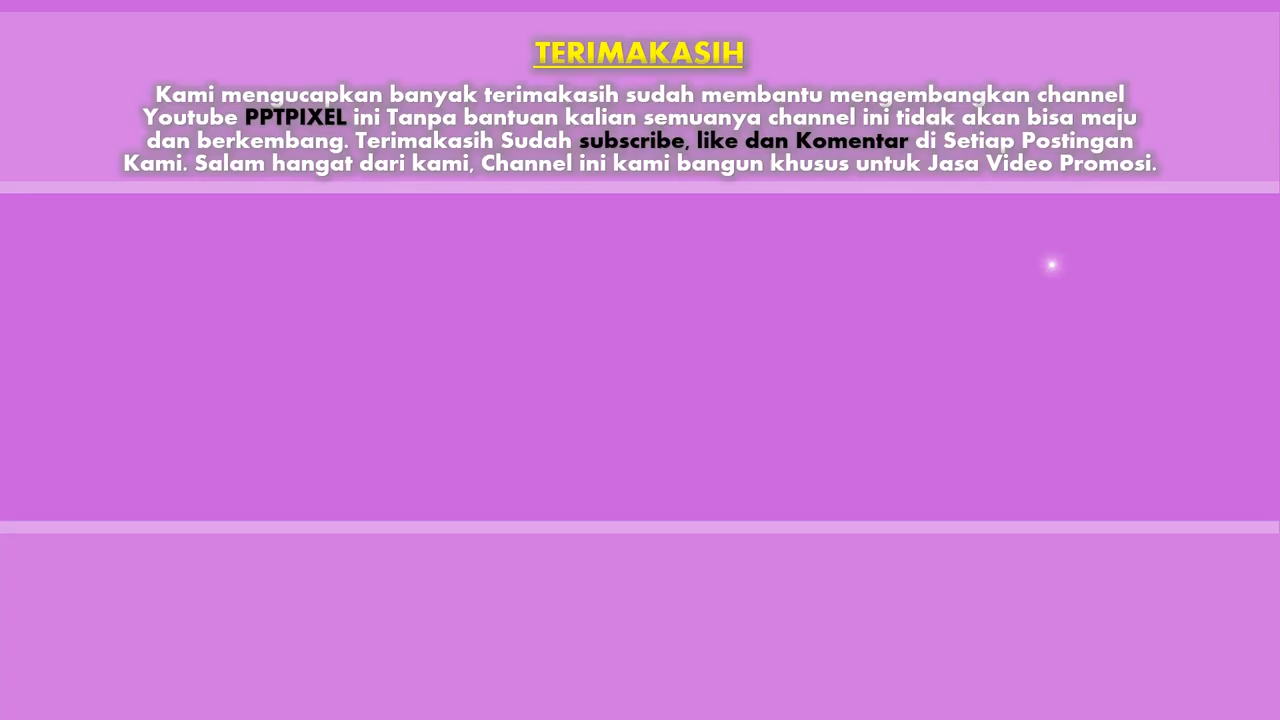 TERIMAKASIH
Kami mengucapkan banyak terimakasih sudah membantu mengembangkan channel
Youtube PPTPIXEL ini Tanpa bantuan kalian semuanya channel ini tidak akan bisa maju
dan berkembang. Terimakasih Sudah subscribe, like dan Komentar di Setiap Postingan
Kami. Salam hangat dari kami, Channel ini kami bangun khusus untuk Jasa Video Promosi.